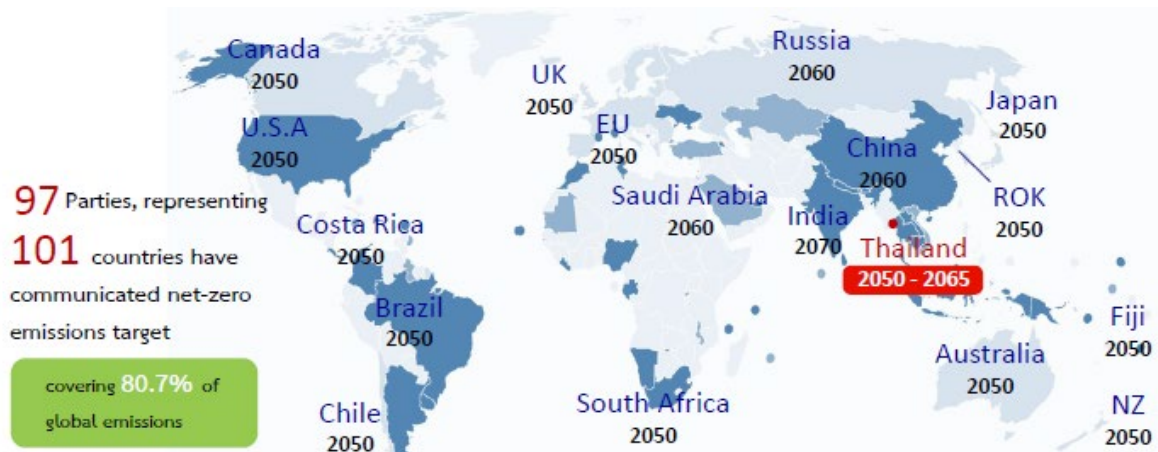 Canada
2050
U.S.A
2050
97 Parties, representing
101 countries have
communicated net-zero
emissions target
covering 80.7% of
global emissions
Costa Rica
2050
Brazil
2050
Chile
2050
UK
2050
EU
2050
Russia
2060
Saudi Arabia
2060
South Africa
2050
China
2060
India
2070
Thailand
2050 - 2065
Japan
2050
ROK
2050
Australia
2050
Fiji
2050
NZ
2050